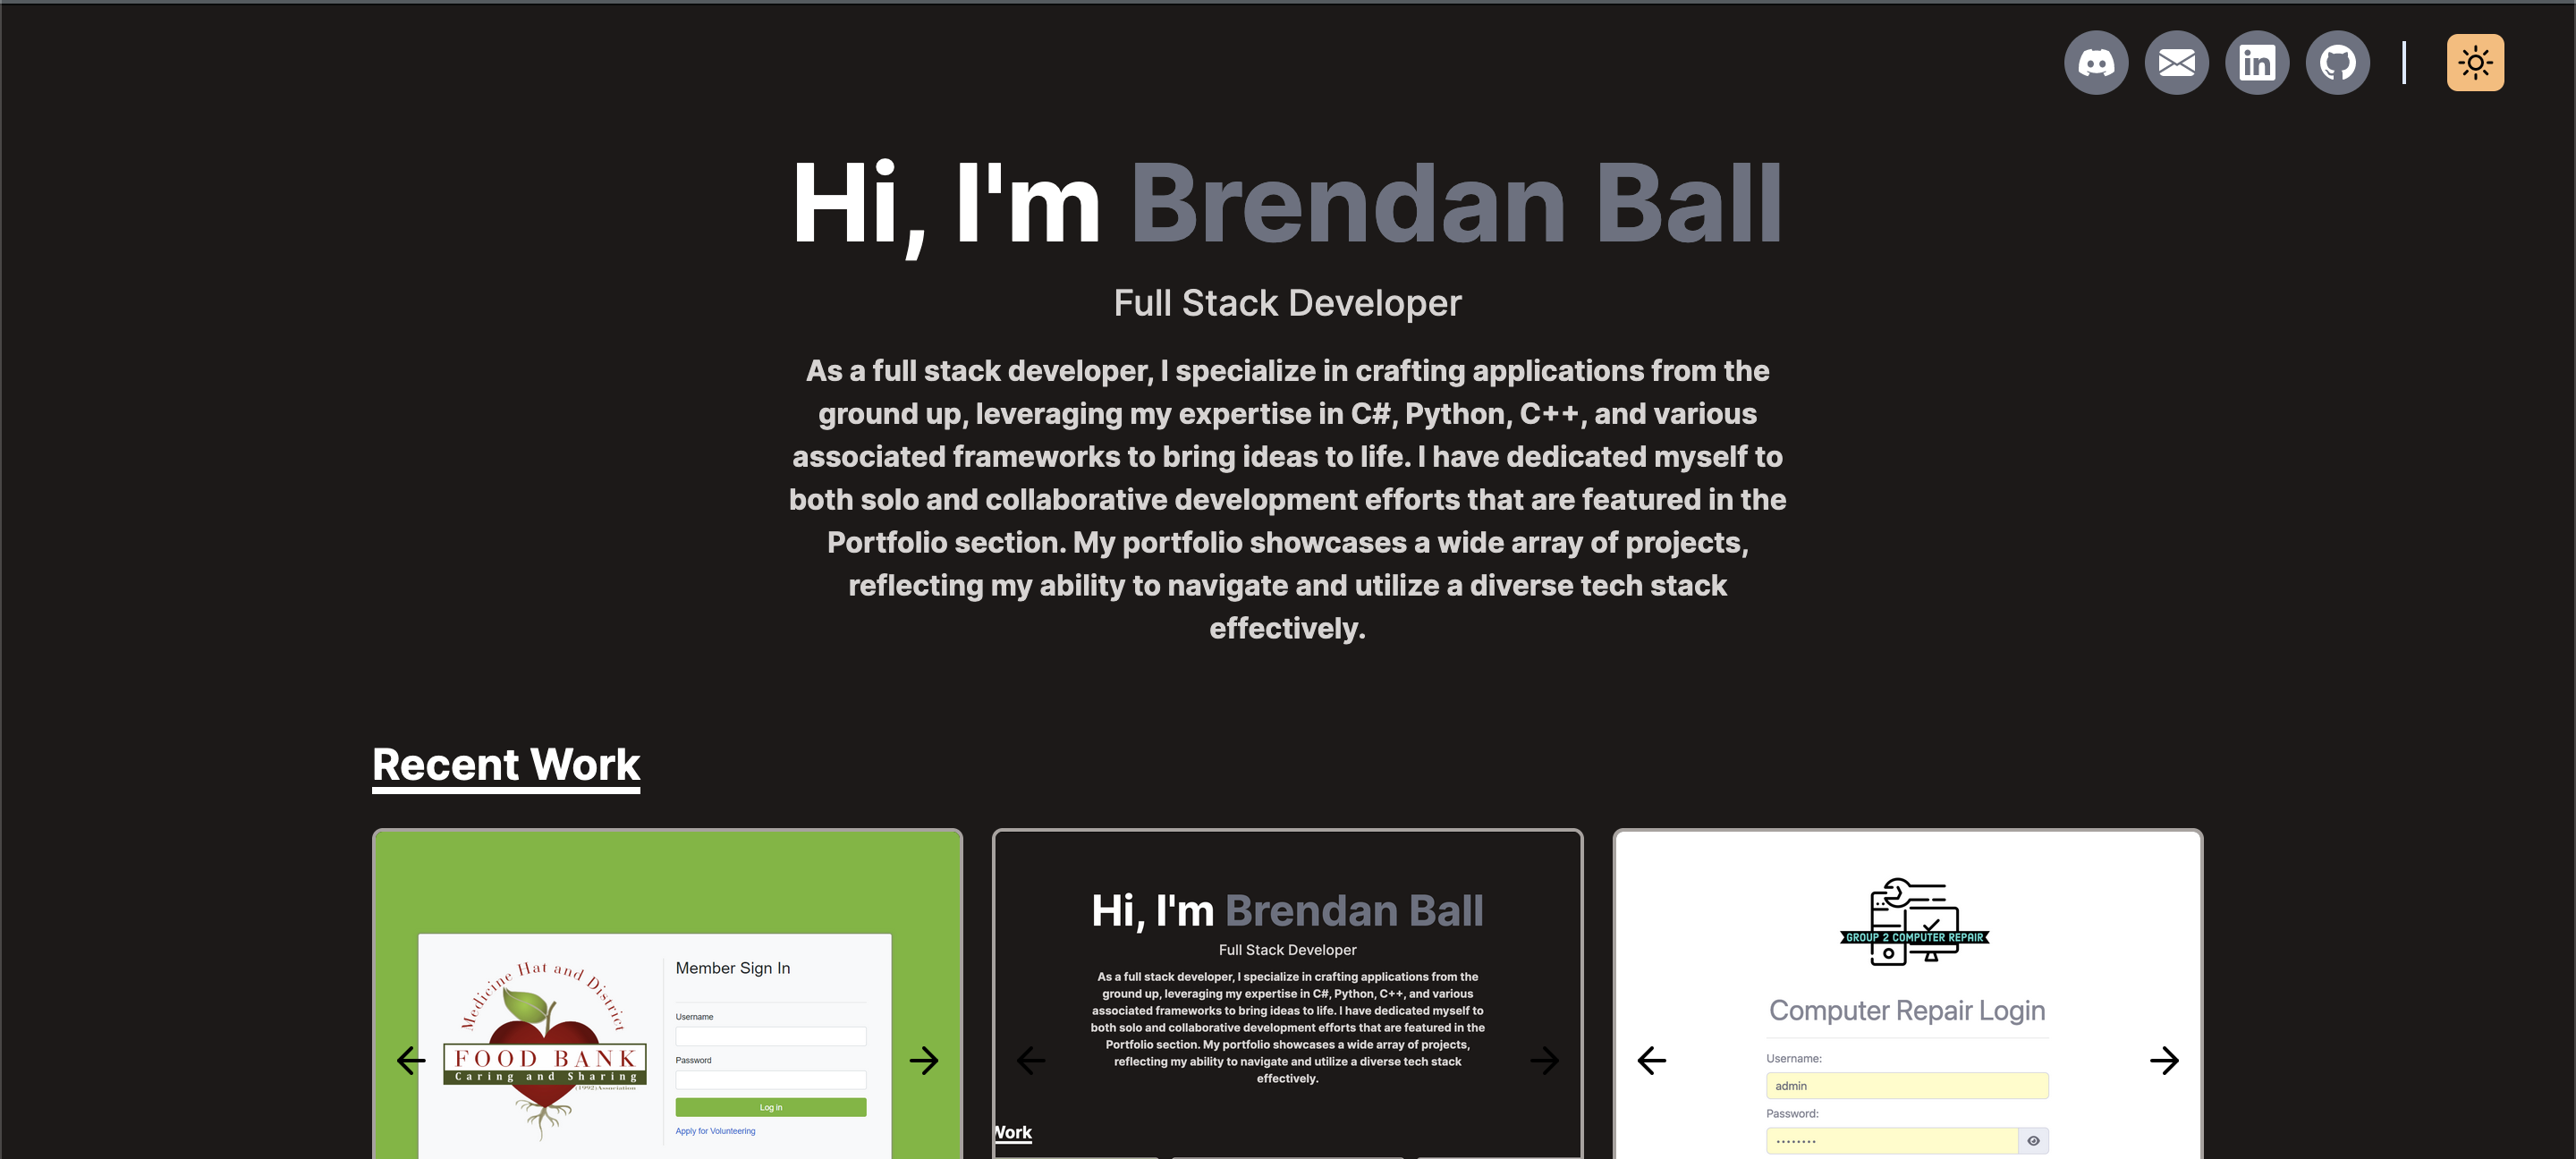 Hi, I'm Brendan Ball
Full Stack Developer
As a full stack developer, I specialize in crafting applications from the
ground up, leveraging my expertise in C#, Python, C++, and various
associated frameworks to bring ideas to life. I have dedicated myself to
both solo and collaborative development efforts that are featured in the
Portfolio section. My portfolio showcases a wide array of projects,
reflecting my ability to navigate and utilize a diverse tech stack
effectively.
Recent Work
Medicine Hat and District
FOOD BANK
Caring and Sharing
(1992) Association
Member Sign In
Username
Password
Log in
Apply for Volunteering
Hi, I'm Brendan Ball
Full Stack Developer
As a full stack developer, I specialize in crafting applications from the
ground up, leveraging my expertise in C#, Python, C++, and various
associated frameworks to bring ideas to life. I have dedicated myself to
both solo and collaborative development efforts that are featured in the
Portfolio section. My portfolio showcases a wide array of projects,
reflecting my ability to navigate and utilize a diverse tech stack
effectively.
Work
GROUP 2 COMPUTER REPAIR
Computer Repair Login
Username:
admin
Password:
••••••••